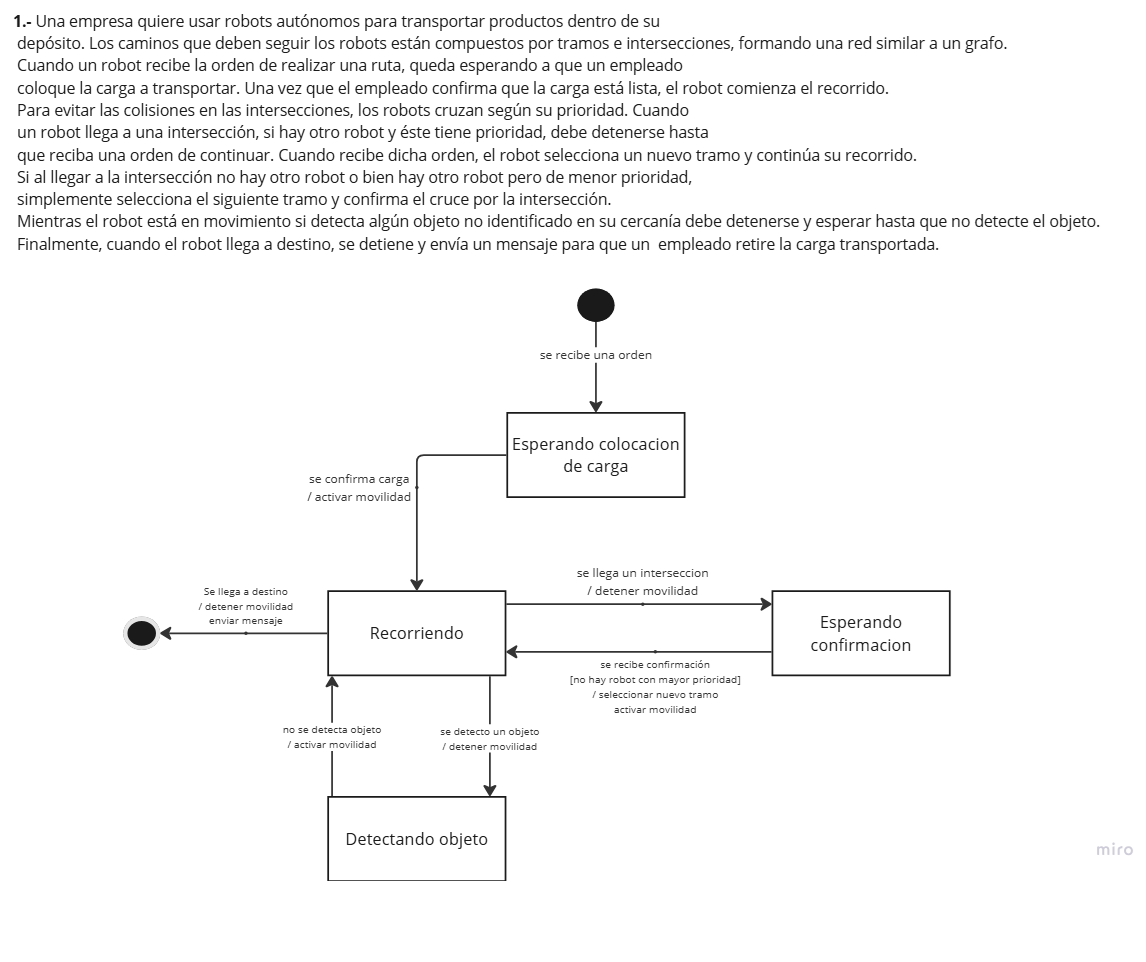 1.- Una empresa quiere usar robots autónomos para transportar productos dentro de su
depósito. Los caminos que deben seguir los robots están compuestos por tramos e intersecciones, formando una red similar a un grafo.
Cuando un robot recibe la orden de realizar una ruta, queda esperando a que un empleado
coloque la carga a transportar. Una vez que el empleado confirma que la carga está lista, el robot comienza el recorrido.
Para evitar las colisiones en las intersecciones, los robots cruzan según su prioridad. Cuando
un robot llega a una intersección, si hay otro robot y éste tiene prioridad, debe detenerse hasta
que reciba una orden de continuar. Cuando recibe dicha orden, el robot selecciona un nuevo tramo y continúa su recorrido.
Si al llegar a la intersección no hay otro robot o bien hay otro robot pero de menor prioridad,
simplemente selecciona el siguiente tramo y confirma el cruce por la intersección.
Mientras el robot está en movimiento si detecta algún objeto no identificado en su cercanía debe detenerse y esperar hasta que no detecte el objeto.
Finalmente, cuando el robot llega a destino, se detiene y envía un mensaje para que un empleado retire la carga transportada.
se recibe una orden
Esperando colocacion
de carga
se confirma carga
/ activar movilidad
se llega un interseccion
/ detener movilidad
Se llega a destino
/ detener movilidad
enviar mensaje
Recorriendo
Esperando
confirmacion
se recibe confirmación
[no hay robot con mayor prioridad]
/ seleccionar nuevo tramo
activar movilidad
no se detecta objeto
/ activar movilidad
se detecto un objeto
/ detener movilidad
Detectando objeto
miro